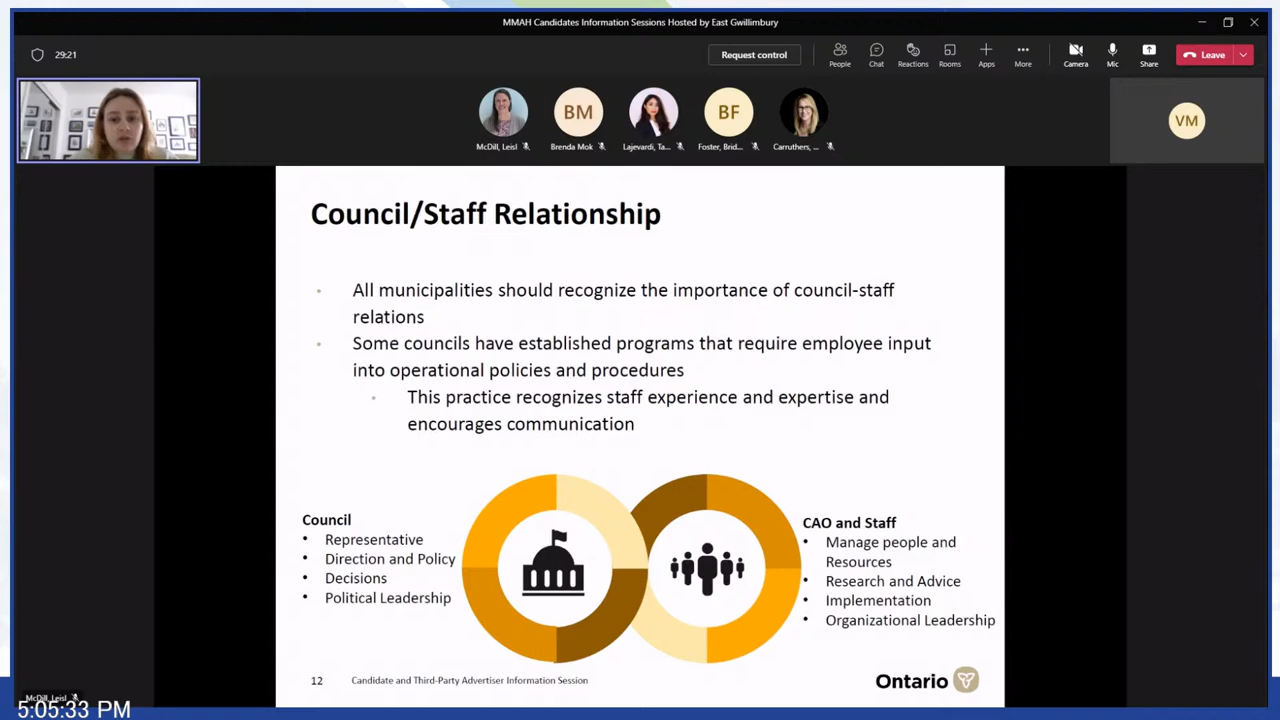 MMAH Candidates Information Sessions Hosted by East Gwillimbury
29:21
Request control
People
Chat
Reactions
Rooms
Apps
More
Camera
Mic
Share
Leave
BM
BF
VM
McDill, Leisl
Brenda Mok
Lajevardi, Ta...
Foster, Brid...
Carruthers, ...
Council/Staff Relationship
• All municipalities should recognize the importance of council-staff
relations
• Some councils have established programs that require employee input
into operational policies and procedures
• This practice recognizes staff experience and expertise and
encourages communication
Council
• Representative
• Direction and Policy
• Decisions
• Political Leadership
CAO and Staff
• Manage people and
Resources
• Research and Advice
• Implementation
• Organizational Leadership
12
Candidate and Third-Party Advertiser Information Session
Ontario
McDill, Leisl
5:05:33 PM